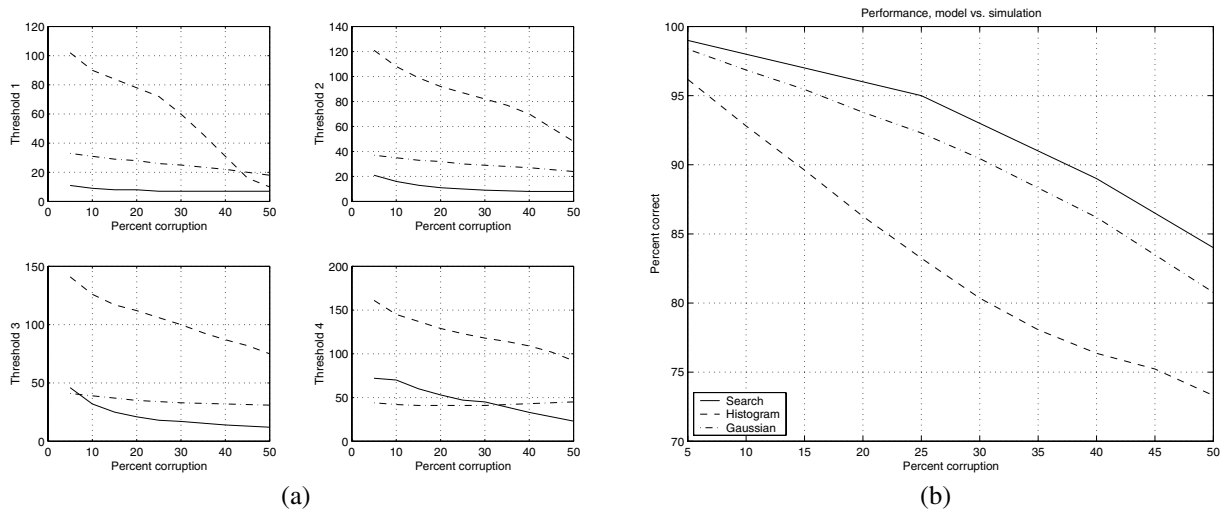 120
100
80
60
40
20
0
Threshold 1
0 10 20 30 40 50
Percent corruption
140
120
100
80
60
40
20
0
Threshold 2
0 10 20 30 40 50
Percent corruption
150
100
50
0
Threshold 3
0 10 20 30 40 50
Percent corruption
200
150
100
50
0
Threshold 4
0 10 20 30 40 50
Percent corruption
(a)
Performance, model vs. simulation
100
95
90
85
80
75
70
Percent correct
Search
Histogram
Gaussian
5 10 15 20 25 30 35 40 45 50
Percent corruption
(b)